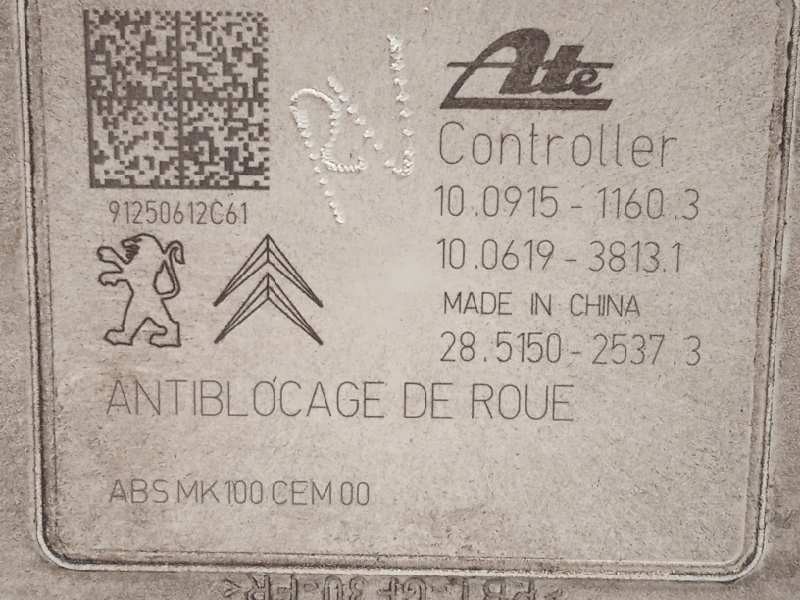 Ate
Controller
91250612C61
10.0915-1160.3
10.0619-3813.1
MADE IN CHINA
28.5150-2537.3
ANTIBLOCAGE DE ROUE
ABS MK100 CEM 00